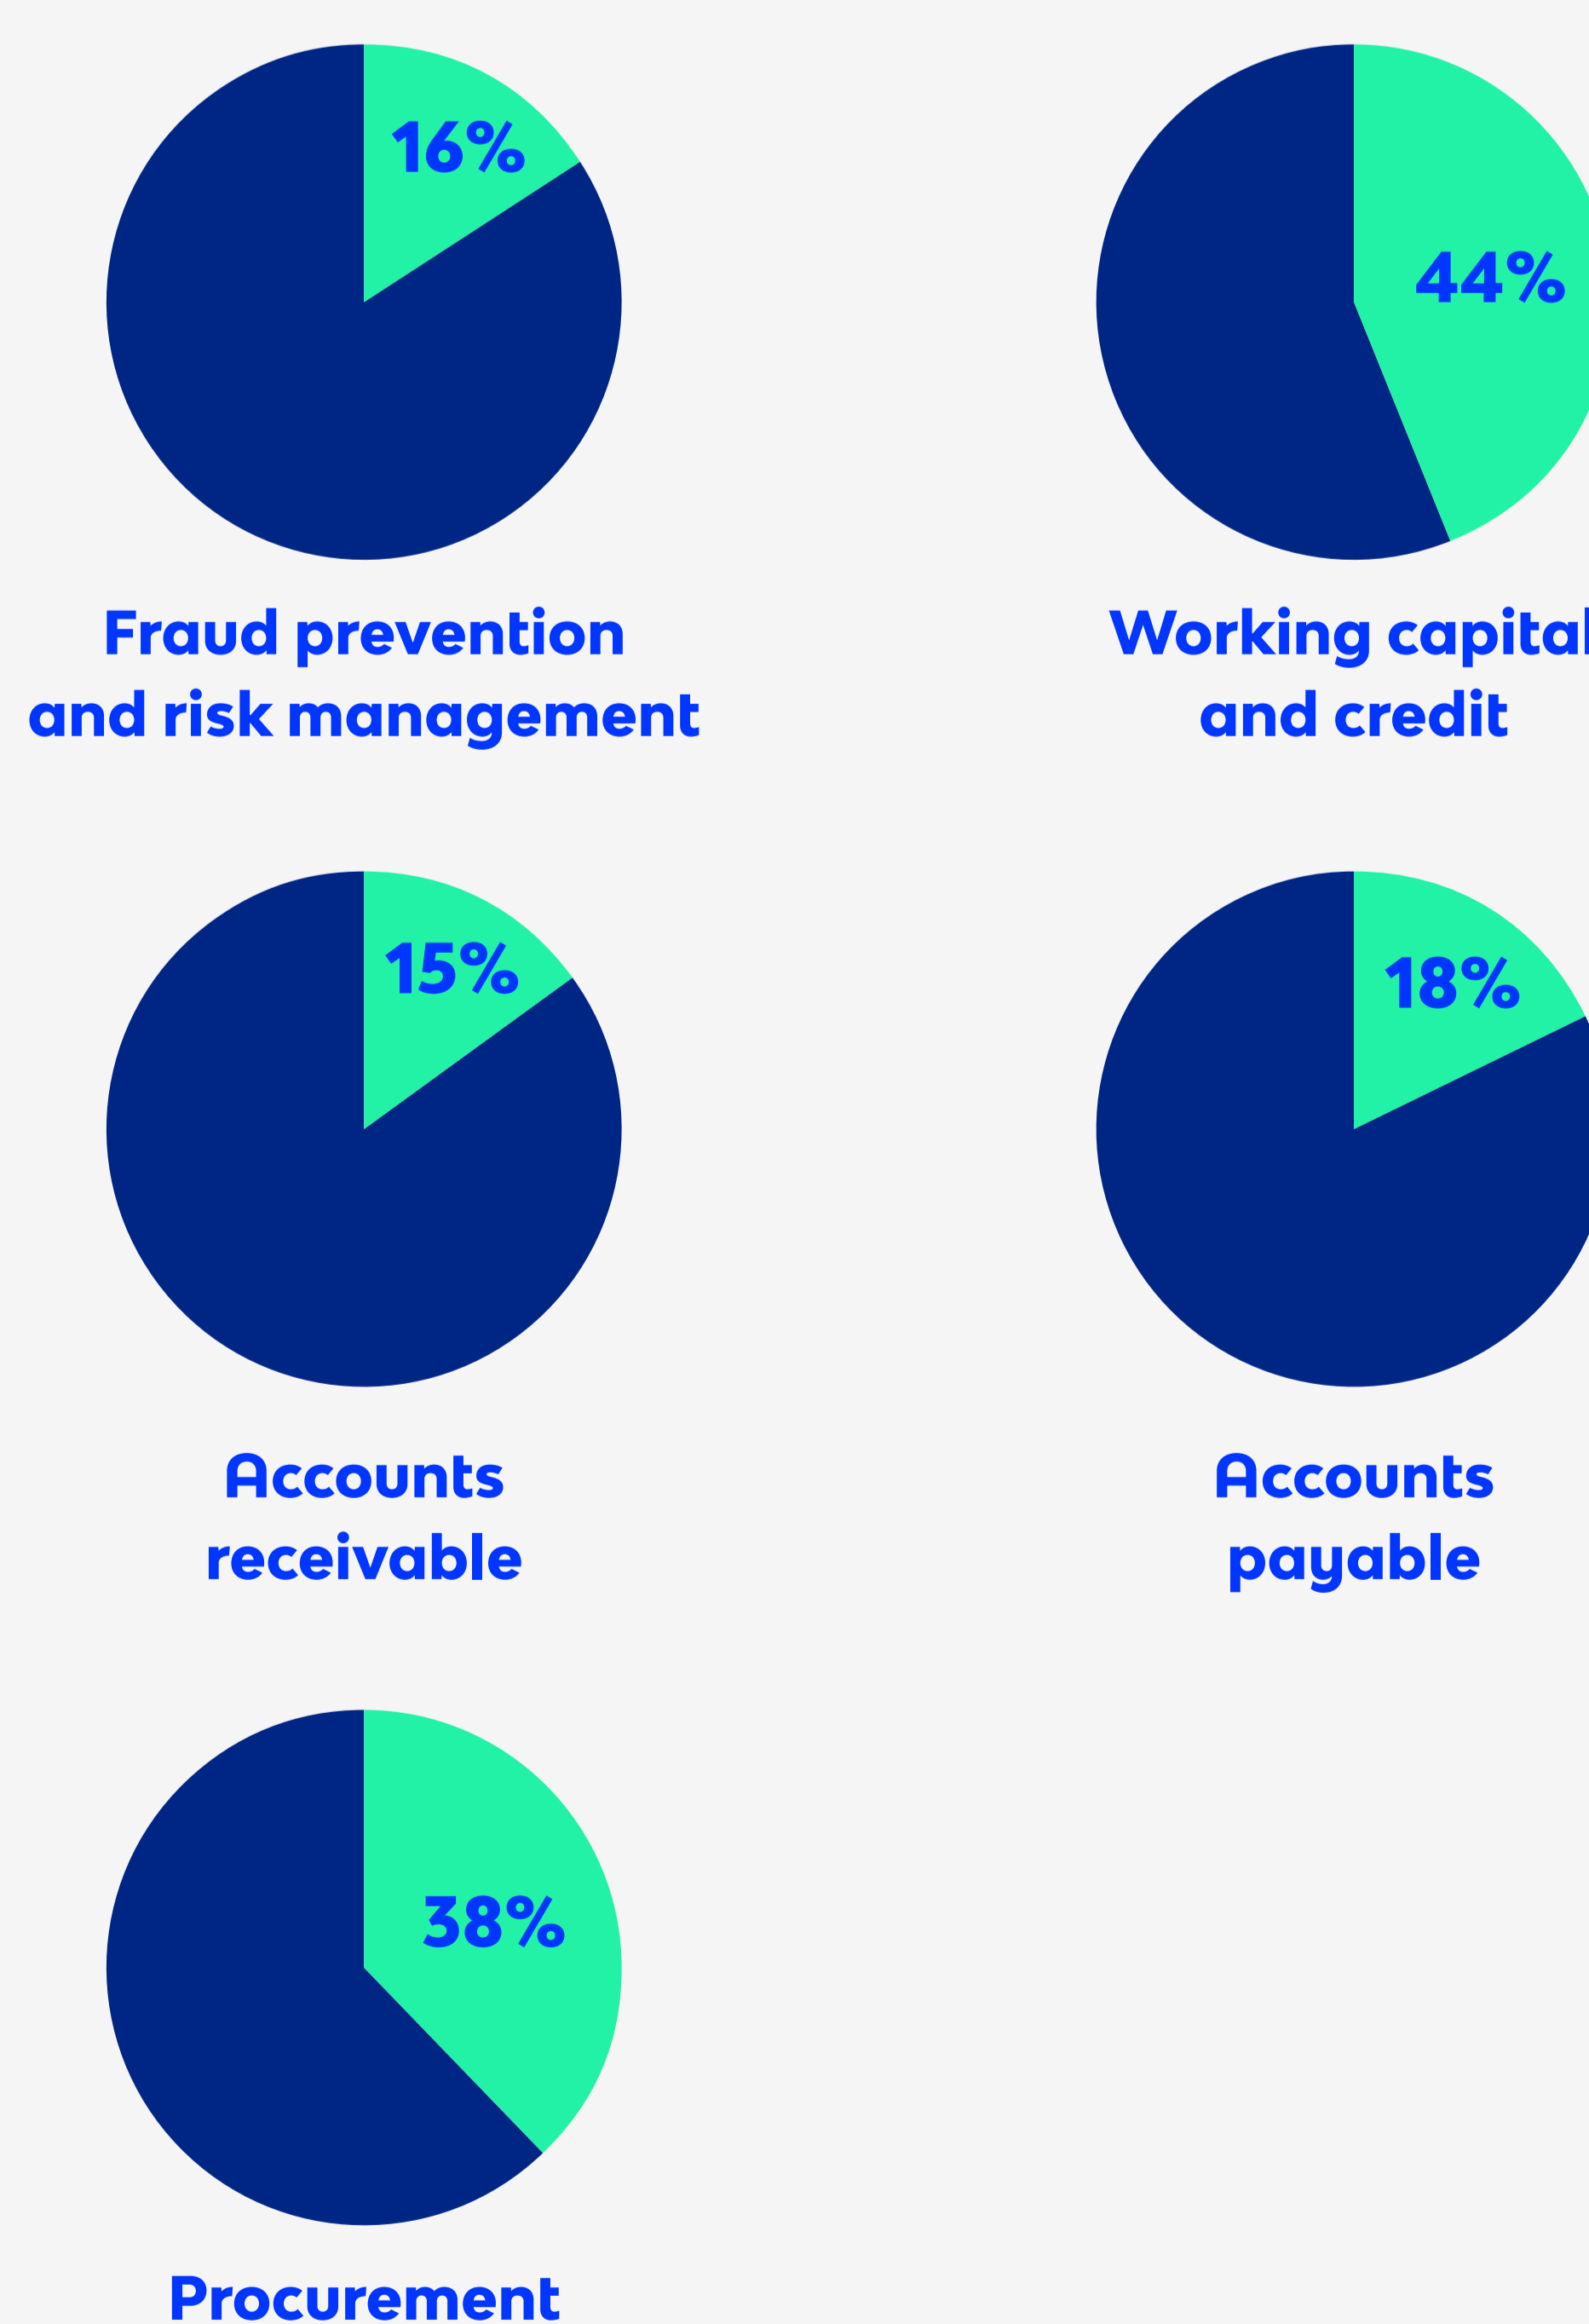 16%
Fraud prevention
and risk management
44%
Working capital
and credit
15%
Accounts
receivable
18%
Accounts
payable
38%
Procurement